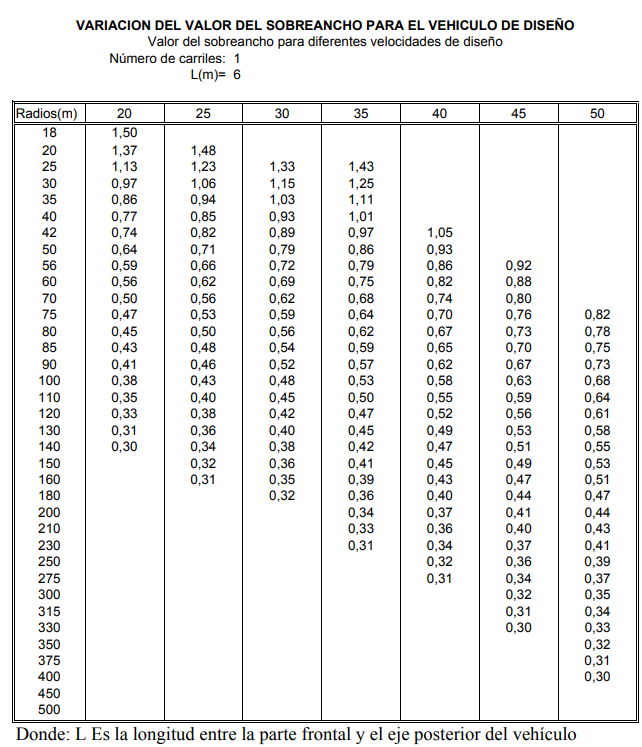 VARIACION DEL VALOR DEL SOBREANCHO PARA EL VEHICULO DE DISEÑO
Valor del sobreancho para diferentes velocidades de diseño
Número de carriles: 1
L(m)= 6
Radios(m) 20 25 30 35 40 45 50
18 1,50
20 1,37 1,48
25 1,13 1,23 1,33 1,43
30 0,97 1,06 1,15 1,25
35 0,86 0,94 1,03 1,11
40 0,77 0,85 0,93 1,01
42 0,74 0,82 0,89 0,97 1,05
50 0,64 0,71 0,79 0,86 0,93
56 0,59 0,66 0,72 0,79 0,86 0,92
60 0,56 0,62 0,69 0,75 0,82 0,88
70 0,50 0,56 0,62 0,68 0,74 0,80
75 0,47 0,53 0,59 0,64 0,70 0,76 0,82
80 0,45 0,50 0,56 0,62 0,67 0,73 0,78
85 0,43 0,48 0,54 0,59 0,65 0,70 0,75
90 0,41 0,46 0,52 0,57 0,62 0,67 0,73
100 0,38 0,43 0,48 0,53 0,58 0,63 0,68
110 0,35 0,40 0,45 0,50 0,55 0,59 0,64
120 0,33 0,38 0,42 0,47 0,52 0,56 0,61
130 0,31 0,36 0,40 0,45 0,49 0,53 0,58
140 0,30 0,34 0,38 0,42 0,47 0,51 0,55
150 0,32 0,36 0,41 0,45 0,49 0,53
160 0,31 0,35 0,39 0,43 0,47 0,51
180 0,32 0,36 0,40 0,44 0,47
200 0,34 0,37 0,41 0,44
210 0,33 0,36 0,40 0,43
230 0,31 0,34 0,37 0,41
250 0,32 0,36 0,39
275 0,31 0,34 0,37
300 0,32 0,35
315 0,31 0,34
330 0,30 0,33
350 0,32
375 0,31
400 0,30
450
500
Donde: L Es la longitud entre la parte frontal y el eje posterior del vehículo